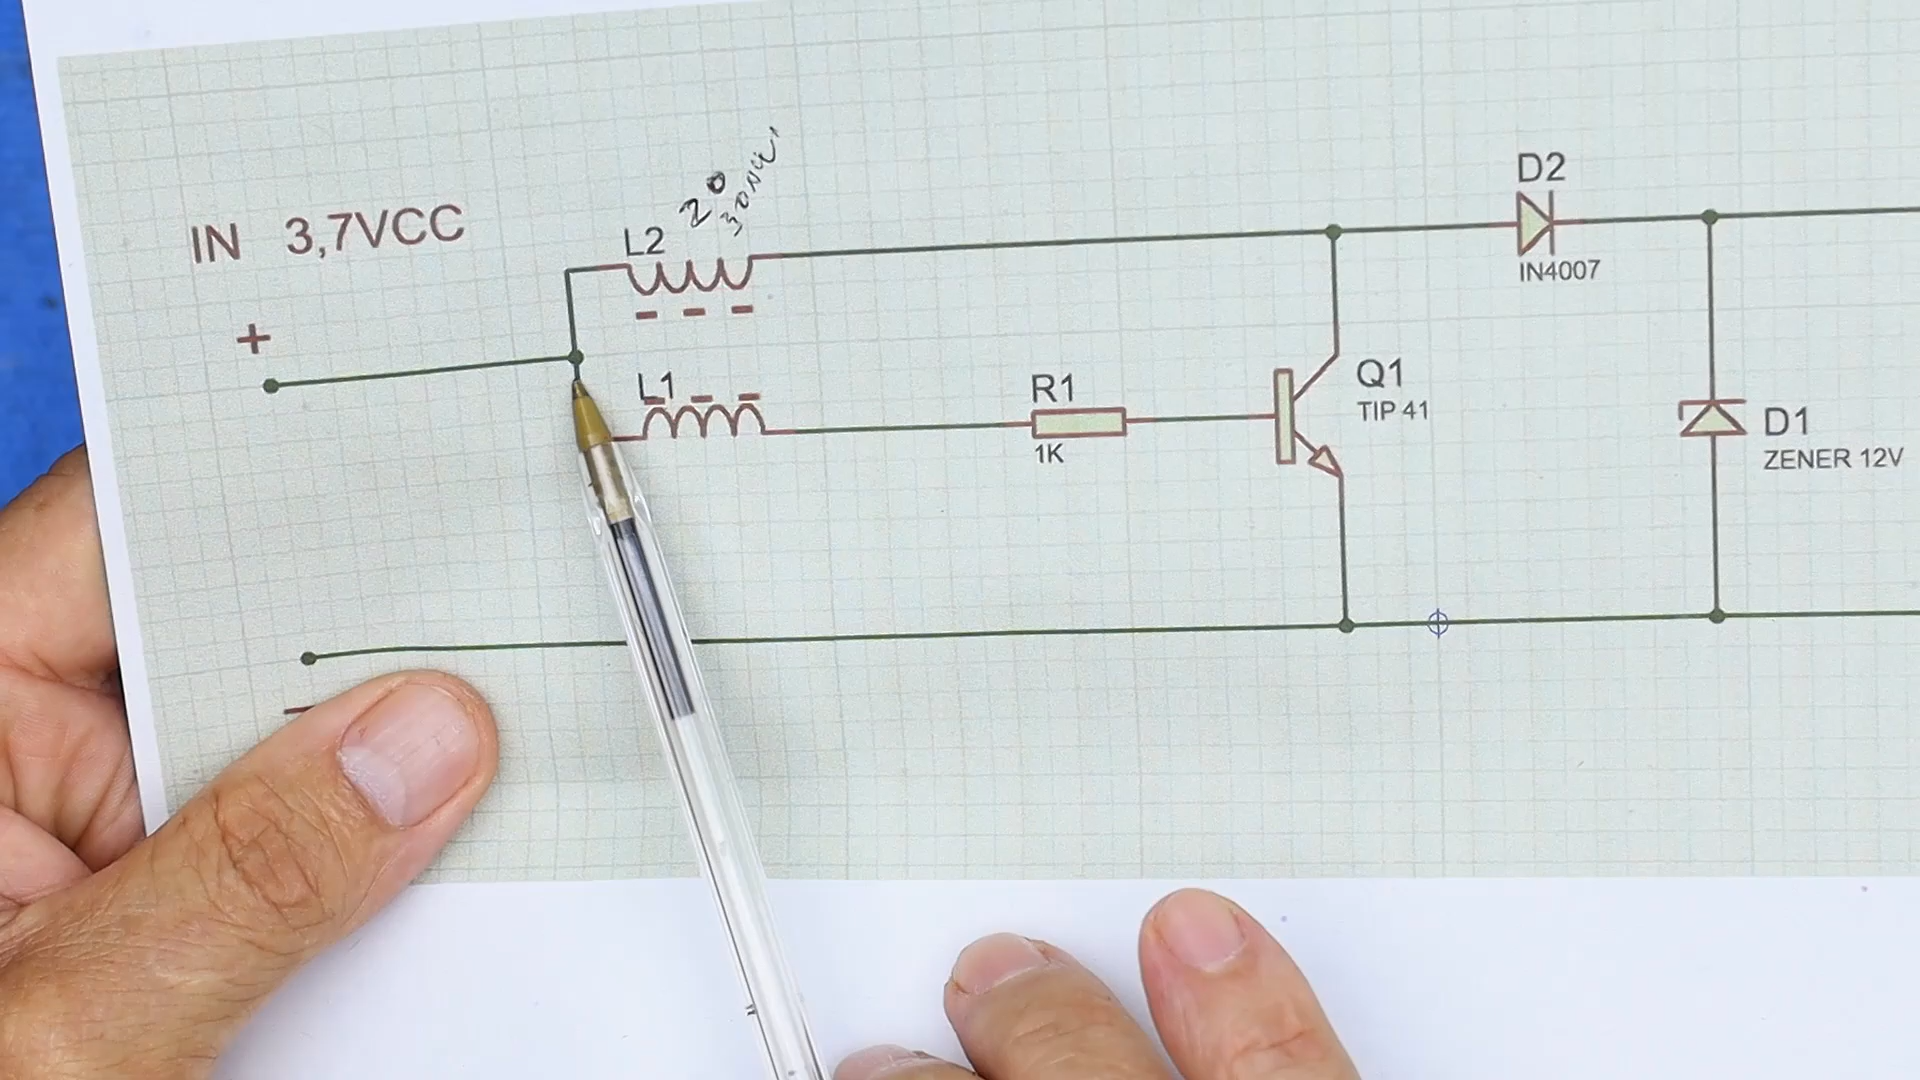 IN 3,7VCC
+
L2
20
L1
R1
1K
Q1
TIP 41
D2
IN4007
D1
ZENER 12V
-